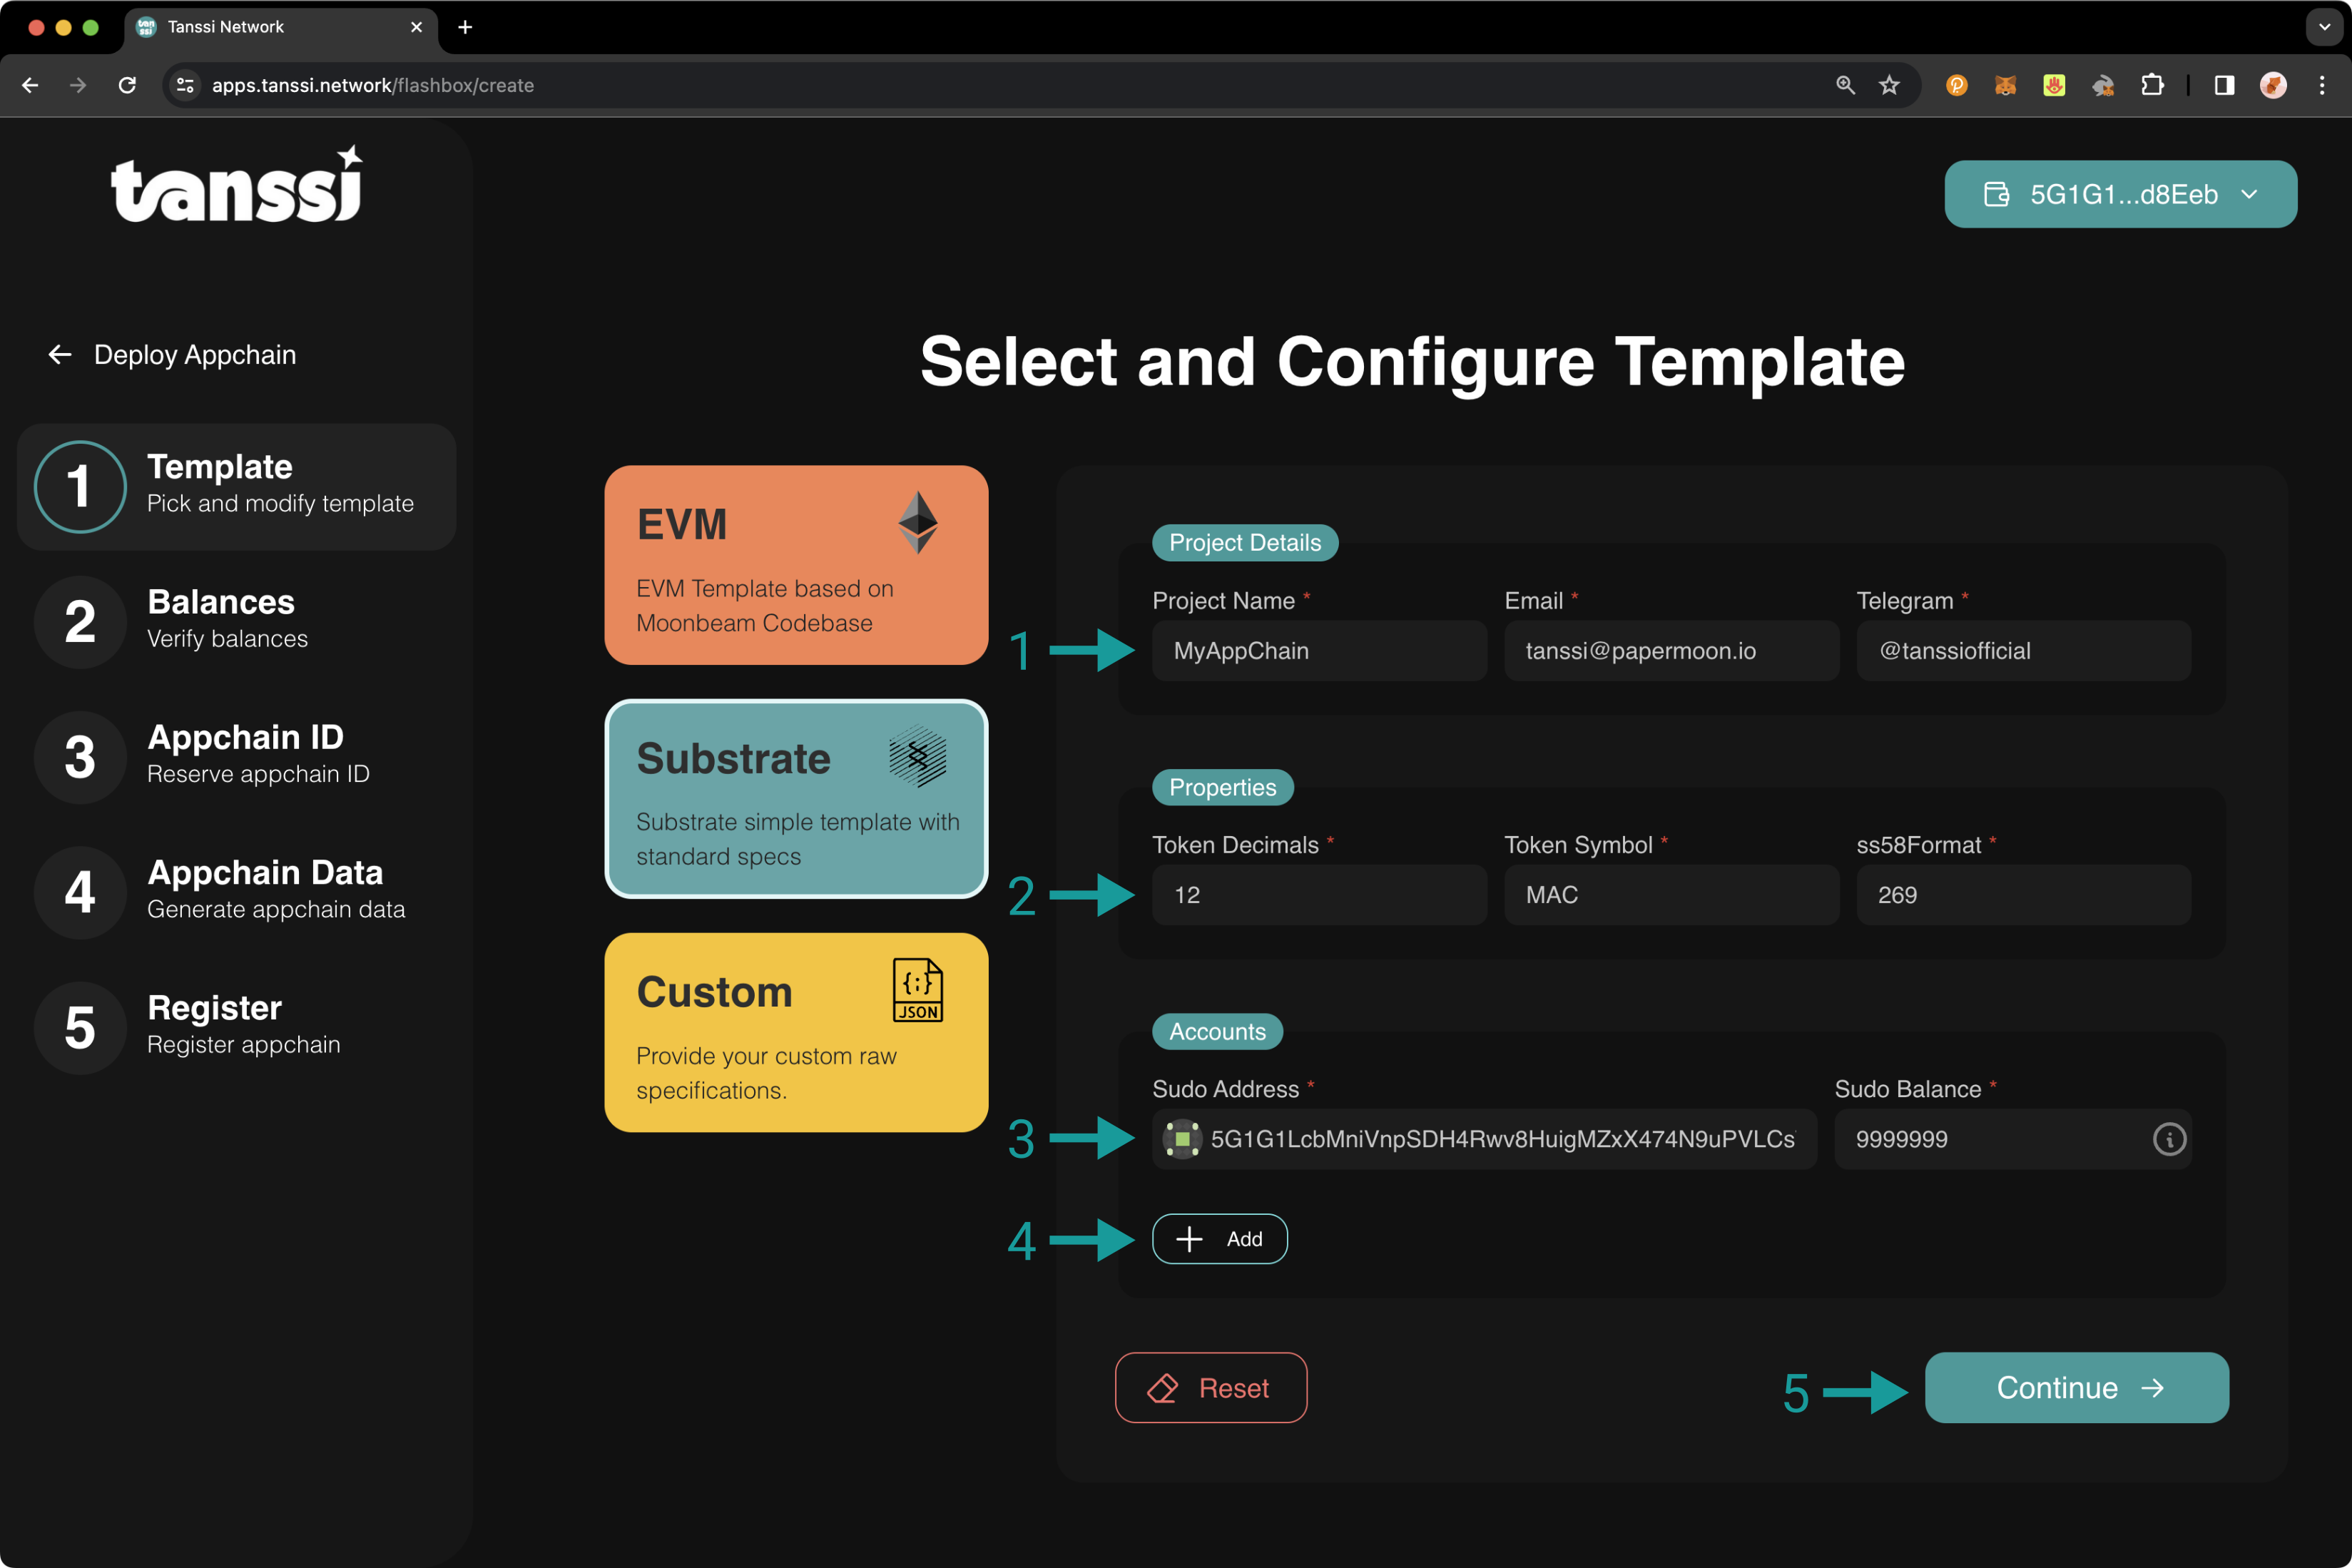 Tanssi Network
apps.tanssi.network/flashbox/create
tanssi
5G1G1...d8Eeb
Deploy Appchain
1
Template
Pick and modify template
2
Balances
Verify balances
3
Appchain ID
Reserve appchain ID
4
Appchain Data
Generate appchain data
5
Register
Register appchain
Select and Configure Template
EVM
EVM Template based on
Moonbeam Codebase
Substrate
Substrate simple template with
standard specs
Custom
{;}
JSON
Provide your custom raw
specifications.
Project Details
Project Name * Email * Telegram *
1 MyAppChain tanssi@papermoon.io @tanssiofficial
Properties
Token Decimals * Token Symbol * ss58Format *
2 12 MAC 269
Accounts
Sudo Address * Sudo Balance *
3 5G1G1LcbMniVnpSDH4Rwv8HuigMZxX474N9uPVLCs 9999999
4 Add
Reset 5 Continue